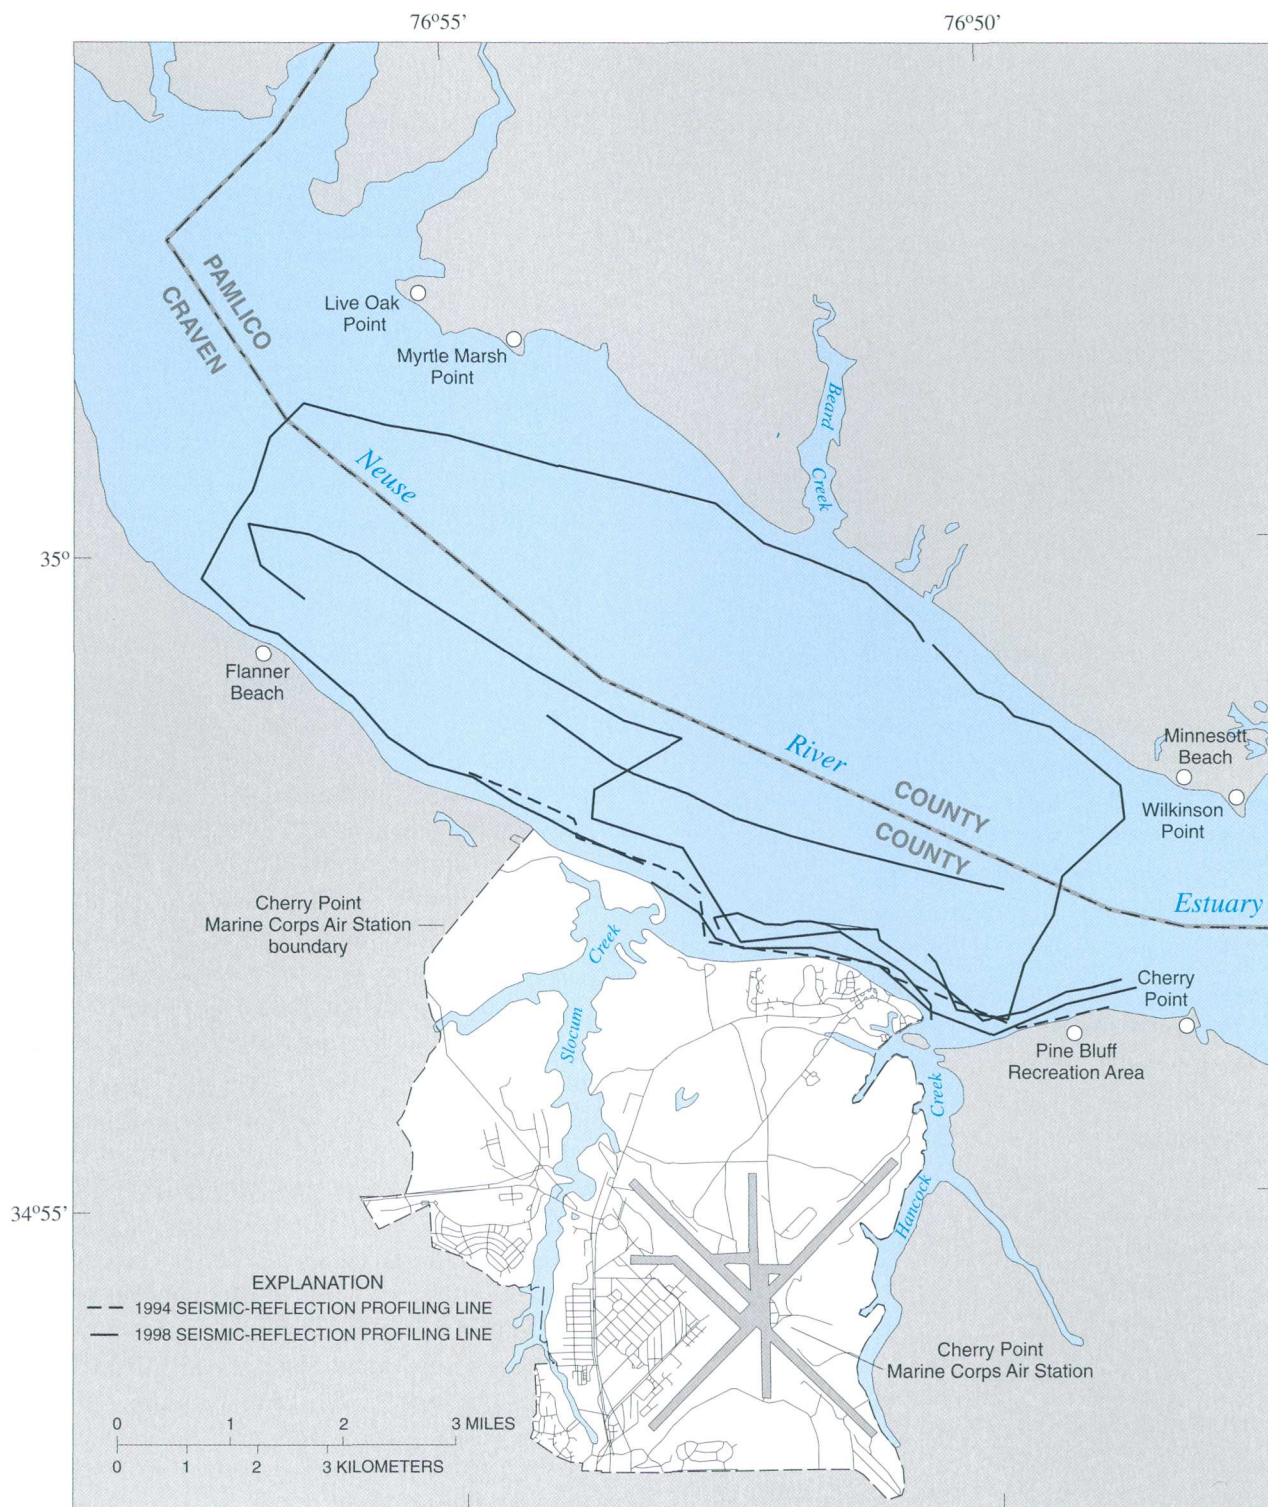 76°55'
76°50'
PAMLICO
CRAVEN
Live Oak
Point
Myrtle Marsh
Point
Beard
Creek
Neuse
35°
Flanner
Beach
River
COUNTY
COUNTY
Minnesott
Beach
Wilkinson
Point
Estuary
Cherry Point
Marine Corps Air Station
boundary
Creek
Slocum
Cherry
Point
Pine Bluff
Recreation Area
Creek
Hancock
34°55'
EXPLANATION
1994 SEISMIC-REFLECTION PROFILING LINE
1998 SEISMIC-REFLECTION PROFILING LINE
Cherry Point
Marine Corps Air Station
0 1 2 3 MILES
0 1 2 3 KILOMETERS